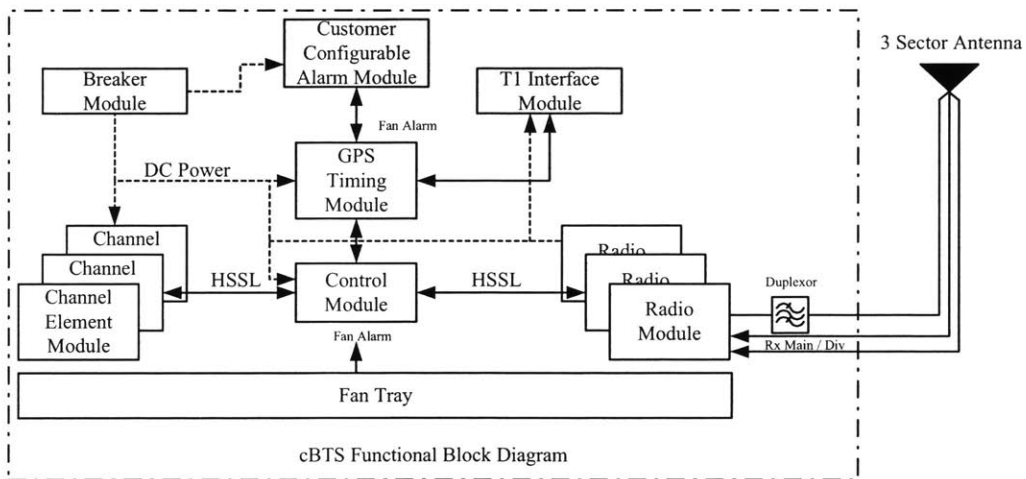 Customer
Configurable
Alarm Module
3 Sector Antenna
Breaker
Module
T1 Interface
Module
Fan Alarm
GPS
Timing
Module
DC Power
Channel
Channel
Channel
Element
Module
HSSL
Control
Module
HSSL
Radio
Radio
Radio
Module
Duplexor
Rx Main / Div
Fan Alarm
Fan Tray
cBTS Functional Block Diagram